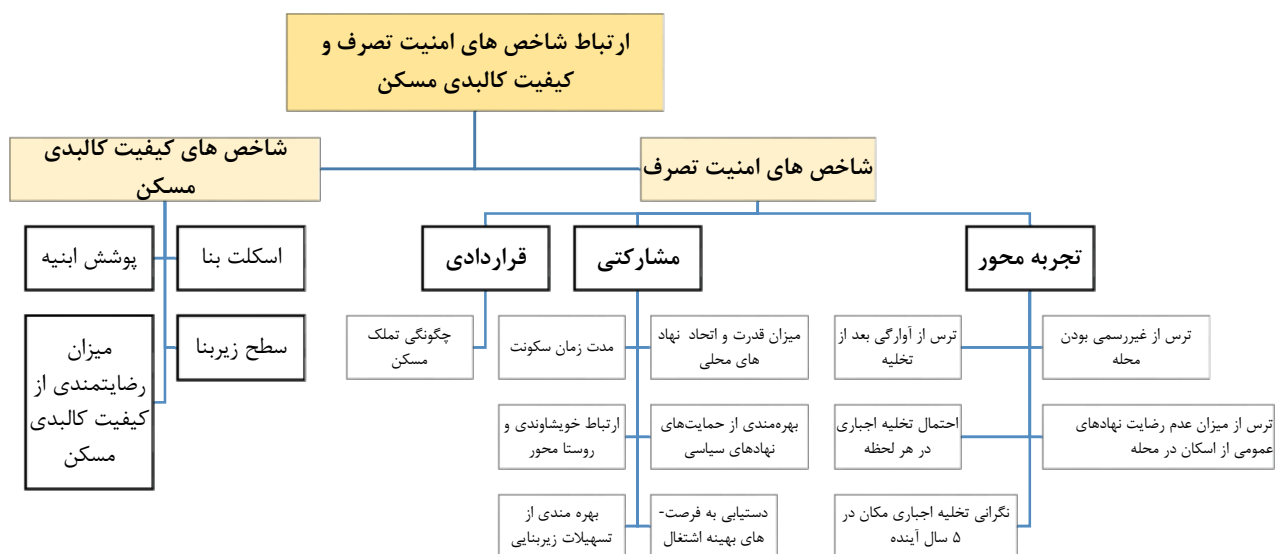 ارتباط شاخص های امنیت تصرف و
کیفیت کالبدی مسکن
شاخص های امنیت تصرف
شاخص های کیفیت کالبدی
مسکن
تجربه محور
مشارکتی
قراردادی
اسکلت بنا
پوشش ابنیه
ترس از غیررسمی بودن
محله
ترس از آوارگی بعد از
تخلیه
میزان قدرت و اتحاد نهاد
های محلی
مدت زمان سکونت
چگونگی تملک
مسکن
سطح زیربنا
میزان
رضایتمندی از
کیفیت کالبدی
مسکن
ترس از میزان عدم رضایت نهادهای
عمومی از اسکان در محله
احتمال تخلیه اجباری
در هر لحظه
بهره‌مندی از حمایت‌های
نهادهای سیاسی
ارتباط خویشاوندی و
روستا محور
نگرانی تخلیه اجباری مکان در
۵ سال آینده
دستیابی به فرصت-
های بهینه اشتغال
بهره مندی از
تسهیلات زیربنایی